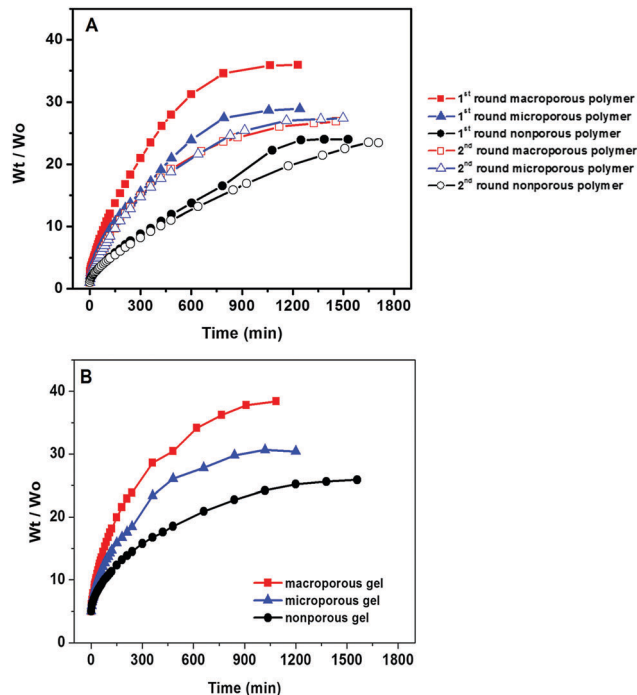 A
40
30
20
10
0
Wt / Wo
0 300 600 900 1200 1500 1800
Time (min)
1st round macroporous polymer
1st round microporous polymer
1st round nonporous polymer
2nd round macroporous polymer
2nd round microporous polymer
2nd round nonporous polymer
B
40
30
20
10
0
Wt / Wo
macroporous gel
microporous gel
nonporous gel
0 300 600 900 1200 1500 1800
Time (min)